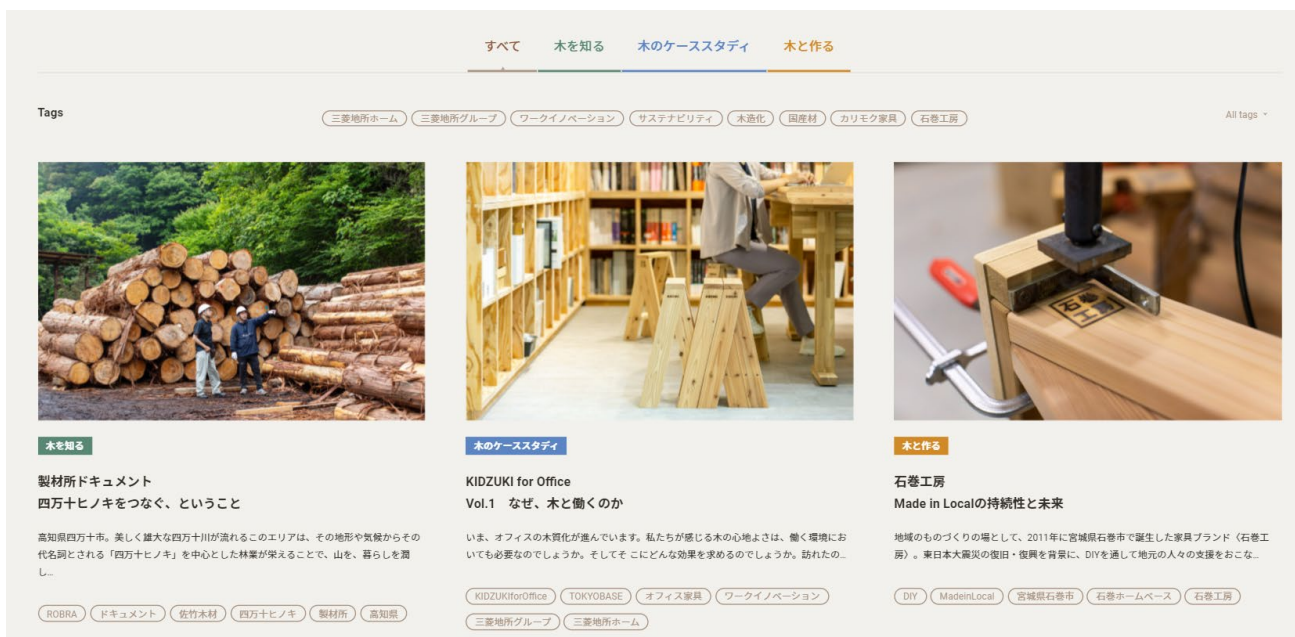 すべて 木を知る 木のケーススタディ 木と作る
Tags 三菱地所ホーム 三菱地所グループ ワークイノベーション サステナビリティ 木造化 国産材 カリモク家具 石巻工房 All tags
石巻工房
木を知る
製材所ドキュメント
四万十ヒノキをつなぐ、ということ
高知県四万十市。美しく雄大な四万十川が流れるこのエリアは、その地形や気候からその
代名詞とされる「四万十ヒノキ」を中心とした林業が栄えることで、山を、暮らしを潤
し...
ROBRA ドキュメント 佐竹木材 四万十ヒノキ 製材所 高知県
木のケーススタディ
KIDZUKI for Office
Vol.1 なぜ、木と働くのか
いま、オフィスの木質化が進んでいます。私たちが感じる木の心地よさは、働く環境にお
いても必要なのでしょうか。そしてそ こにどんな効果を求めるのでしょうか。訪れたの...
KIDZUKIforOffice TOKYOBASE オフィス家具 ワークイノベーション
三菱地所グループ 三菱地所ホーム
木と作る
石巻工房
Made in Localの持続性と未来
地域のものづくりの場として、2011年に宮城県石巻市で誕生した家具ブランド〈石巻工
房〉。東日本大震災の復旧・復興を背景に、DIYを通して地元の人々の支援をおこな...
DIY MadeinLocal 宮城県石巻市 石巻ホームベース 石巻工房